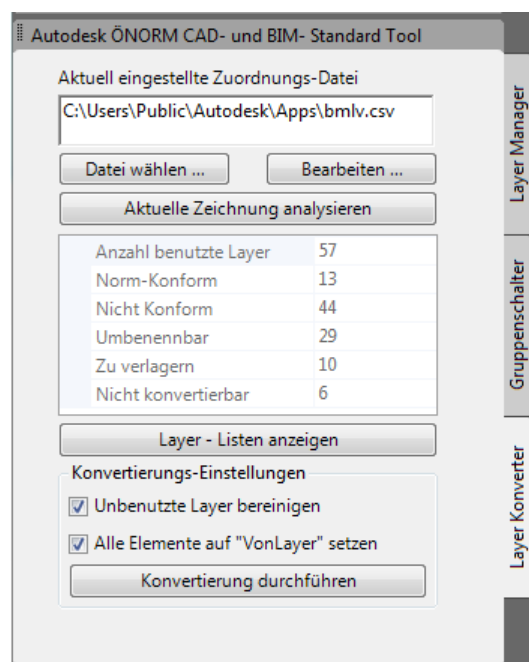 Autodesk ÖNORM CAD- und BIM- Standard Tool
Aktuell eingestellte Zuordnungs-Datei
C:\Users\Public\Autodesk\Apps\bmlv.csv
Datei wählen ... Bearbeiten ...
Aktuelle Zeichnung analysieren
Anzahl benutzte Layer 57
Norm-Konform 13
Nicht Konform 44
Umbenennbar 29
Zu verlagern 10
Nicht konvertierbar 6
Layer - Listen anzeigen
Konvertierungs-Einstellungen
Unbenutzte Layer bereinigen
Alle Elemente auf "VonLayer" setzen
Konvertierung durchführen
Layer Manager
Gruppenschalter
Layer Konverter